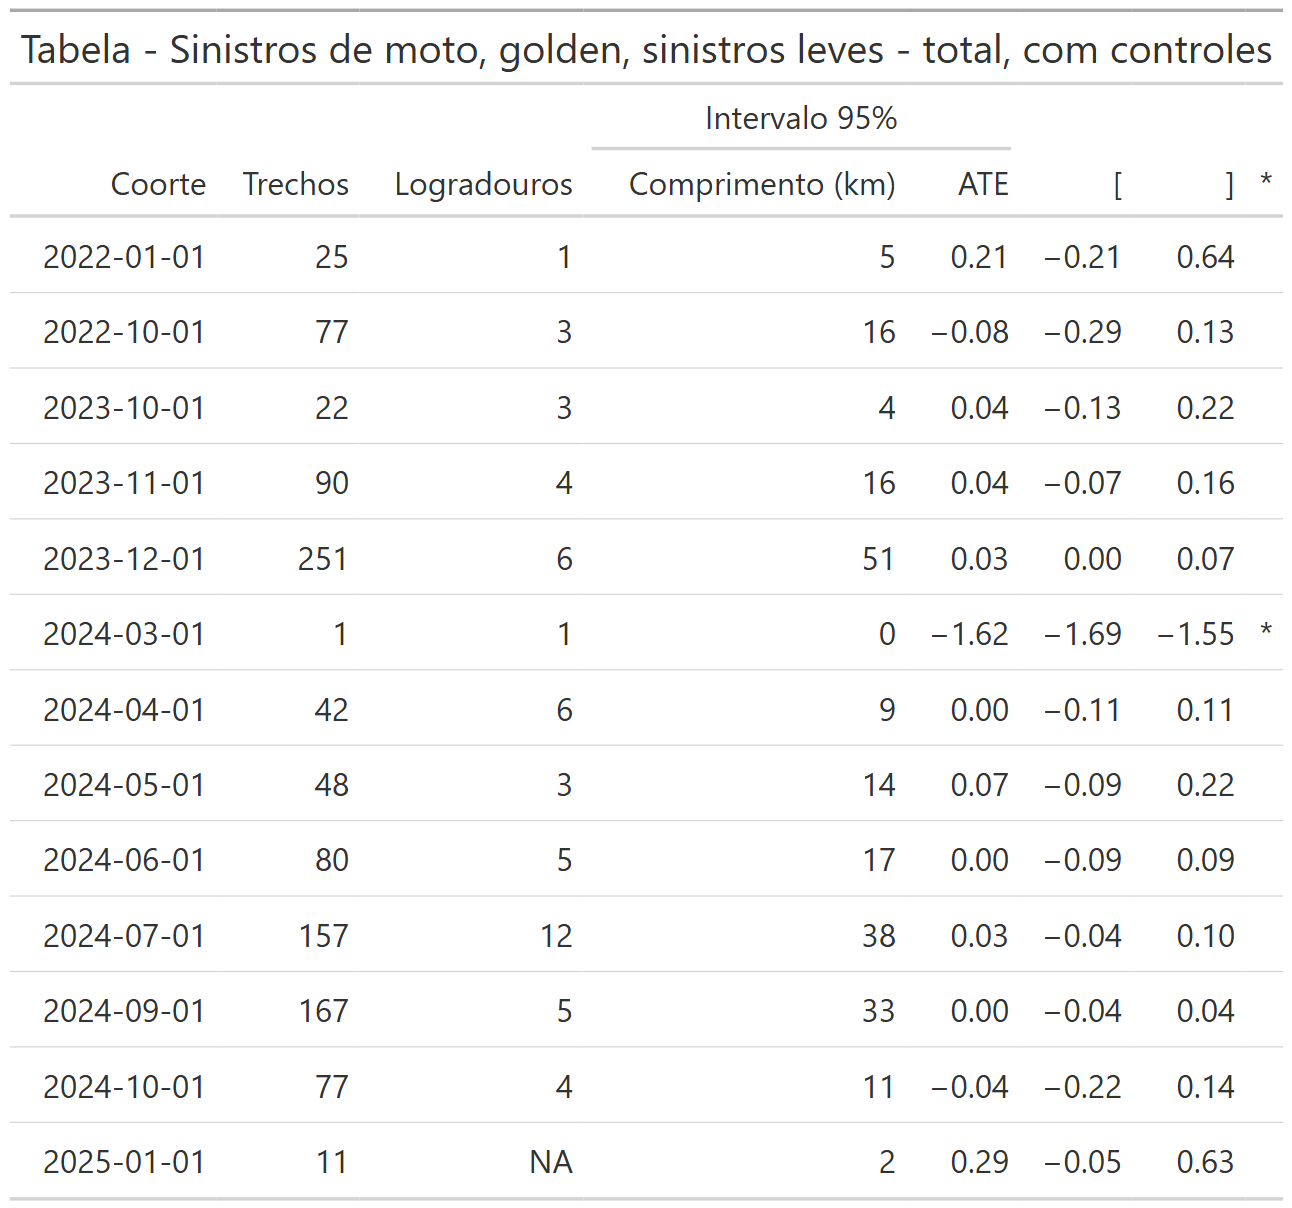 Tabela - Sinistros de moto, golden, sinistros leves - total, com controles
Intervalo 95%
Coorte Trechos Logradouros Comprimento (km) ATE [ ] *
2022-01-01 25 1 5 0.21 −0.21 0.64
2022-10-01 77 3 16 −0.08 −0.29 0.13
2023-10-01 22 3 4 0.04 −0.13 0.22
2023-11-01 90 4 16 0.04 −0.07 0.16
2023-12-01 251 6 51 0.03 0.00 0.07
2024-03-01 1 1 0 −1.62 −1.69 −1.55 *
2024-04-01 42 6 9 0.00 −0.11 0.11
2024-05-01 48 3 14 0.07 −0.09 0.22
2024-06-01 80 5 17 0.00 −0.09 0.09
2024-07-01 157 12 38 0.03 −0.04 0.10
2024-09-01 167 5 33 0.00 −0.04 0.04
2024-10-01 77 4 11 −0.04 −0.22 0.14
2025-01-01 11 NA 2 0.29 −0.05 0.63